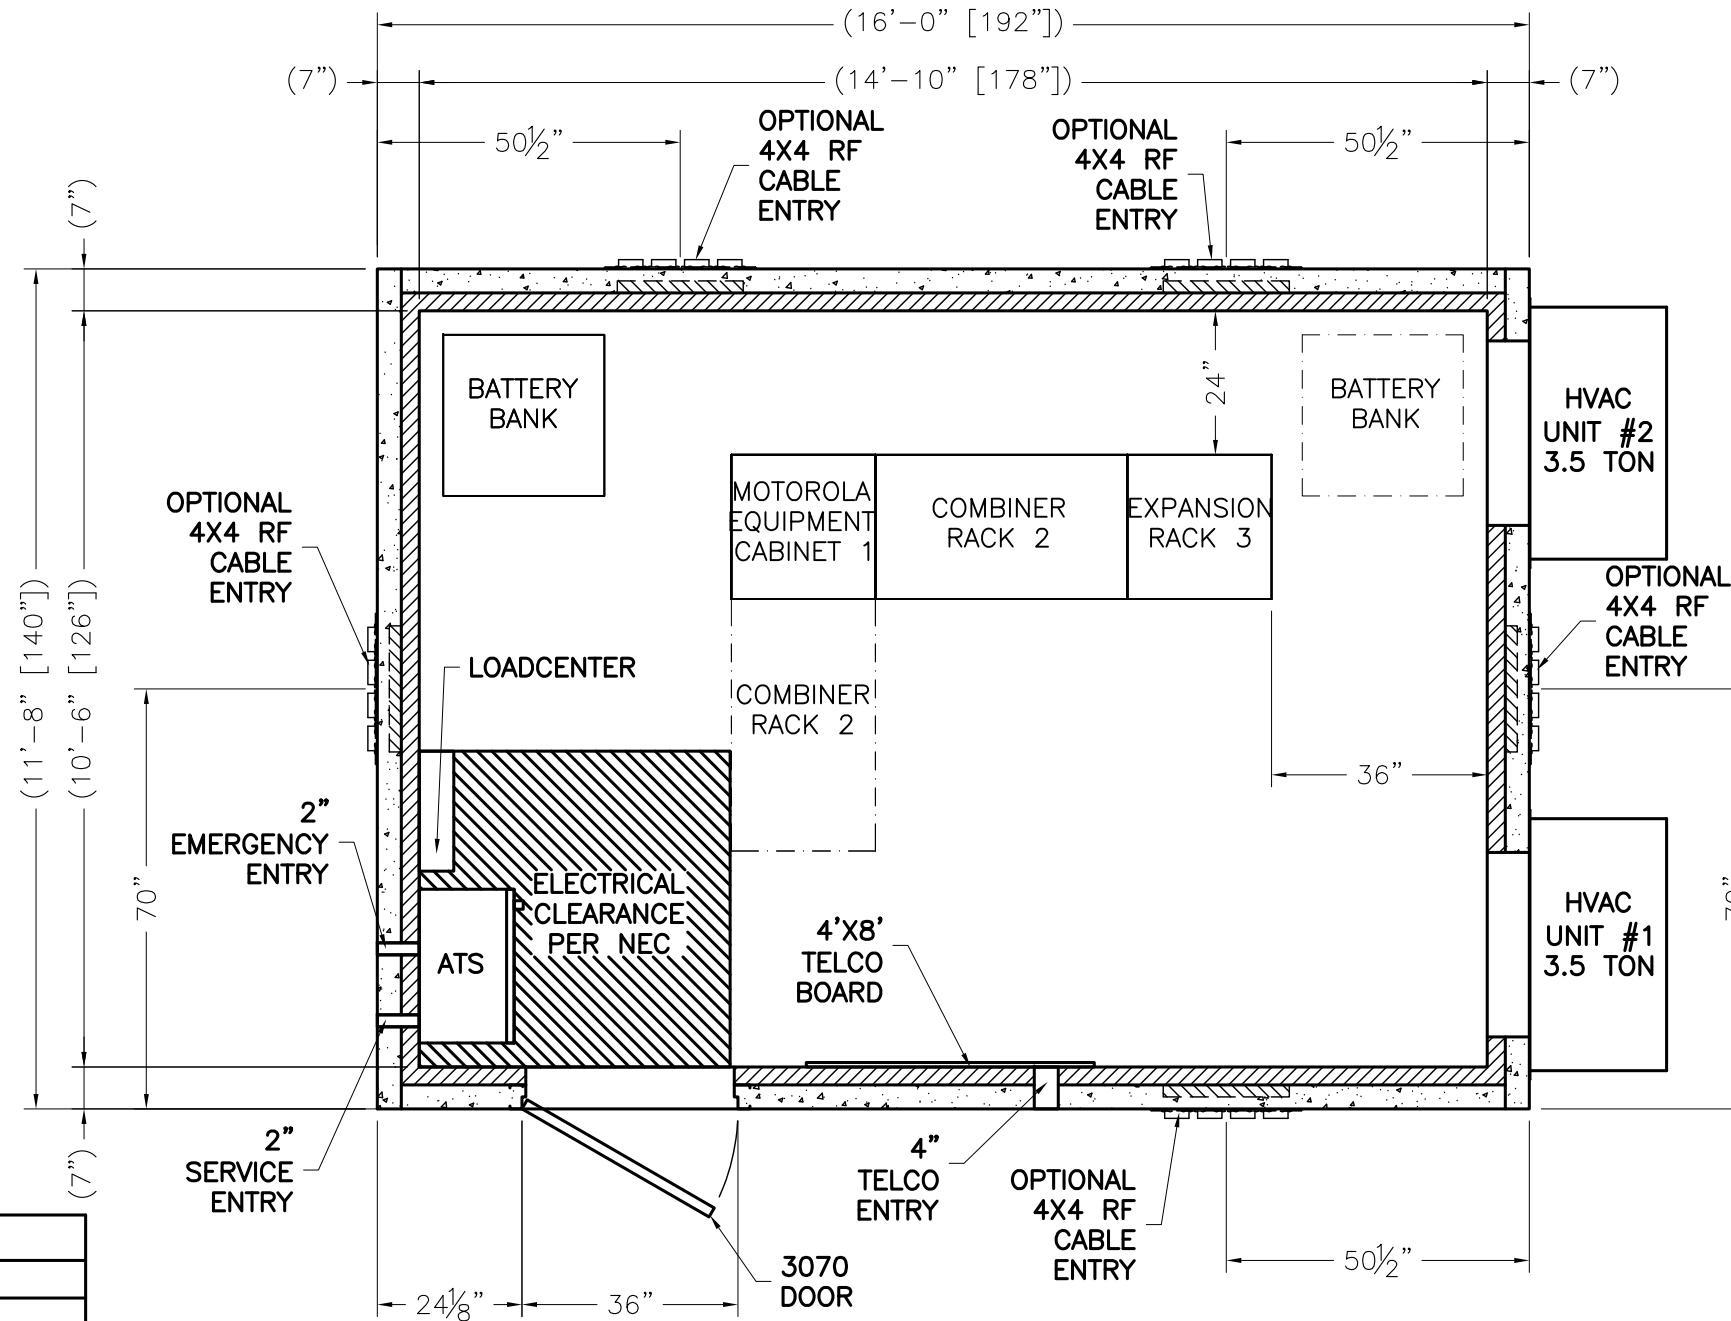 (16'-0" [192"])
(7")
(14'-10" [178"])
(7")
50½"
OPTIONAL
4X4 RF
CABLE
ENTRY
OPTIONAL
4X4 RF
CABLE
ENTRY
50½"
(7")
24"
BATTERY
BANK
BATTERY
BANK
HVAC
UNIT #2
3.5 TON
MOTOROLA
EQUIPMENT
CABINET 1
COMBINER
RACK 2
EXPANSION
RACK 3
OPTIONAL
4X4 RF
CABLE
ENTRY
OPTIONAL
4X4 RF
CABLE
ENTRY
(11'-8" [140"])
(10'-6" [126"])
LOADCENTER
COMBINER
RACK 2
36"
2"
EMERGENCY
ENTRY
70"
ELECTRICAL
CLEARANCE
PER NEC
ATS
4'X8'
TELCO
BOARD
HVAC
UNIT #1
3.5 TON
70"
2"
SERVICE
ENTRY
(7")
4"
TELCO
ENTRY
OPTIONAL
4X4 RF
CABLE
ENTRY
3070
DOOR
50½"
24⅛"
36"